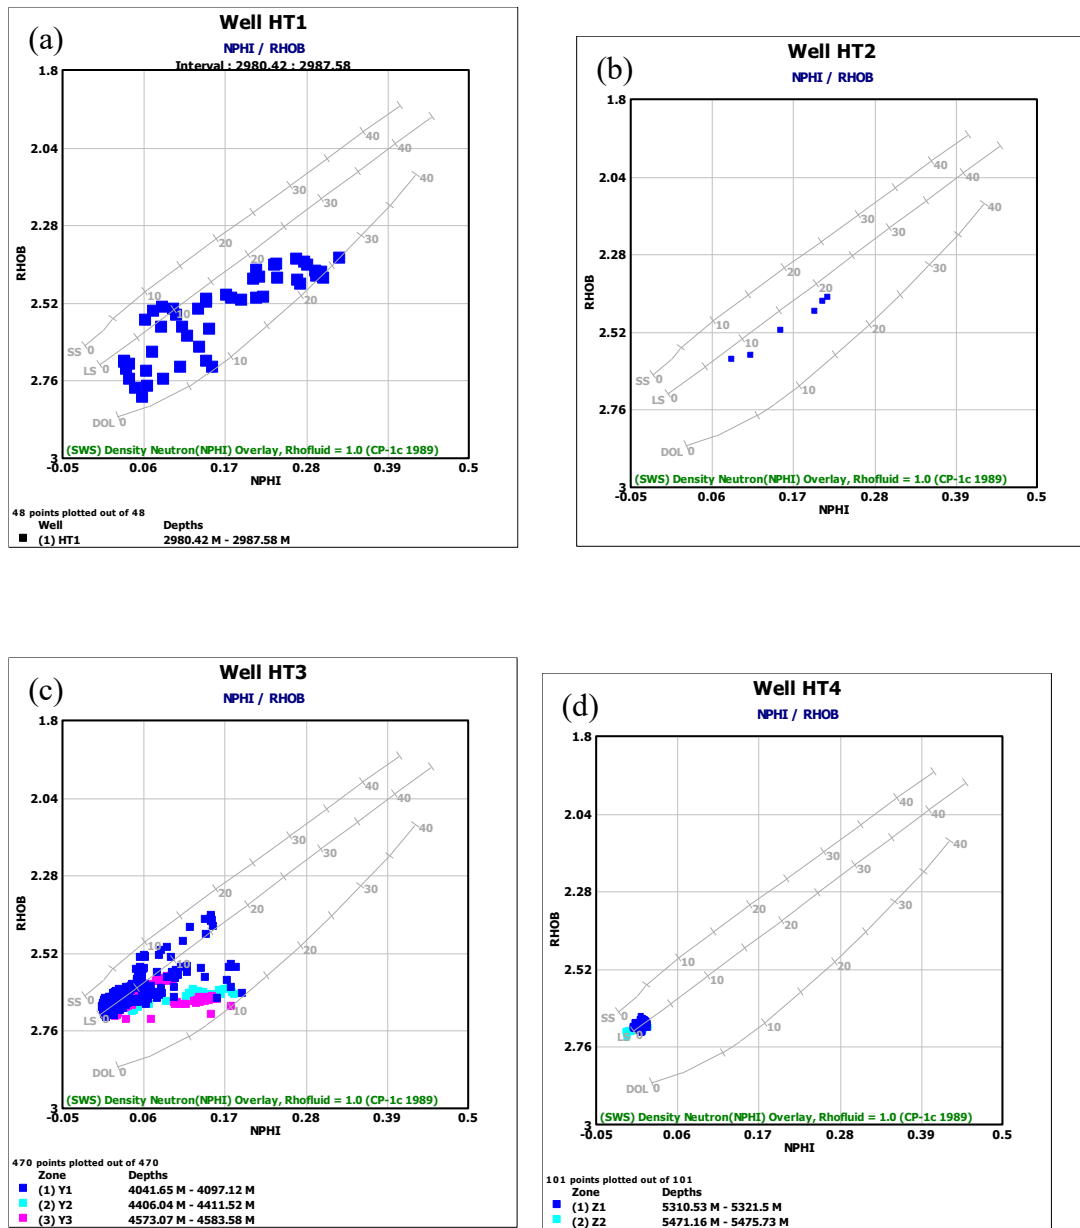 (a)
Well HT1
NPHI / RHOB
Interval : 2980.42 : 2987.58
1.8
2.04
2.28
2.52
2.76
3
RHOB
40
40
40
30
30
30
20
20
20
10
10
10
SS 0
LS 0
DOL 0
(SWS) Density Neutron(NPHI) Overlay, Rhofluid = 1.0 (CP-1c 1989)
-0.05 0.06 0.17 0.28 0.39 0.5
NPHI
48 points plotted out of 48
Well Depths
(1) HT1 2980.42 M - 2987.58 M
(b)
Well HT2
NPHI / RHOB
1.8
2.04
2.28
2.52
2.76
3
RHOB
40
40
40
30
30
30
20
20
20
10
10
10
SS 0
LS 0
DOL 0
(SWS) Density Neutron(NPHI) Overlay, Rhofluid = 1.0 (CP-1c 1989)
-0.05 0.06 0.17 0.28 0.39 0.5
NPHI
(c)
Well HT3
NPHI / RHOB
1.8
2.04
2.28
2.52
2.76
3
RHOB
40
40
40
30
30
30
20
20
20
10
10
10
SS 0
LS 0
DOL 0
(SWS) Density Neutron(NPHI) Overlay, Rhofluid = 1.0 (CP-1c 1989)
-0.05 0.06 0.17 0.28 0.39 0.5
NPHI
470 points plotted out of 470
Zone Depths
(1) Y1 4041.65 M - 4097.12 M
(2) Y2 4406.04 M - 4411.52 M
(3) Y3 4573.07 M - 4583.58 M
(d)
Well HT4
NPHI / RHOB
1.8
2.04
2.28
2.52
2.76
3
RHOB
40
40
40
30
30
30
20
20
20
10
10
10
SS 0
LS 0
DOL 0
(SWS) Density Neutron(NPHI) Overlay, Rhofluid = 1.0 (CP-1c 1989)
-0.05 0.06 0.17 0.28 0.39 0.5
NPHI
101 points plotted out of 101
Zone Depths
(1) Z1 5310.53 M - 5321.5 M
(2) Z2 5471.16 M - 5475.73 M